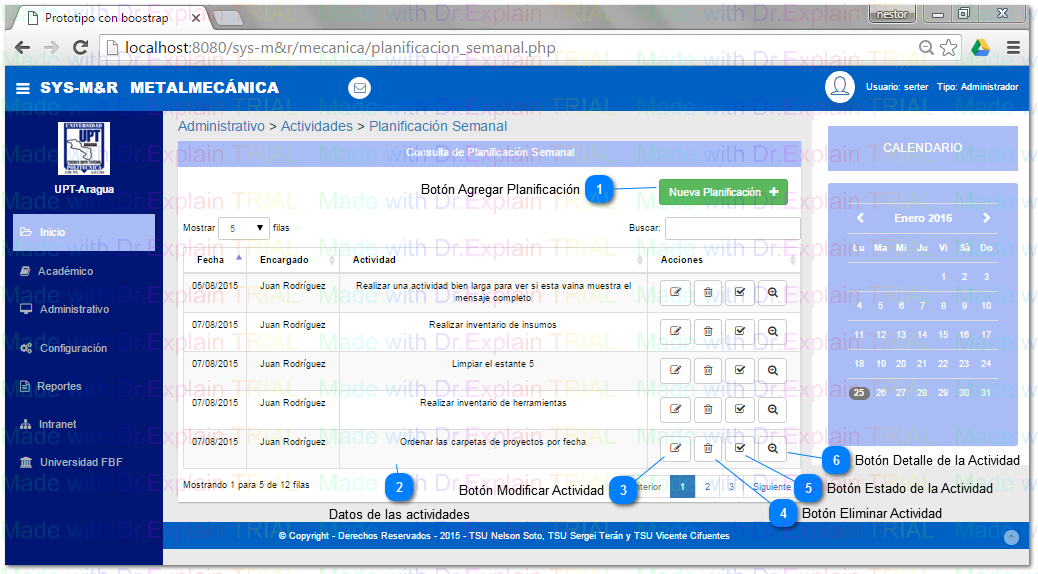 Prototipo con boostrap
nestor
localhost:8080/sys-m&r/mecanica/planificacion_semanal.php
SYS-M&R METALMECÁNICA
Usuario: serter Tipo: Administrador
UNIVERSIDAD
UPT
ARAGUA
UPT-Aragua
Inicio
Académico
Administrativo
Configuración
Reportes
Intranet
Universidad FBF
Administrativo > Actividades > Planificación Semanal
Consulta de Planificación Semanal
Botón Agregar Planificación 1 Nueva Planificación +
Mostrar 5 filas Buscar:
Fecha Encargado Actividad Acciones
05/08/2015 Juan Rodríguez Realizar una actividad bien larga para ver si esta vaina muestra el
mensaje completo
07/08/2015 Juan Rodríguez Realizar inventario de insumos
07/08/2015 Juan Rodríguez Limpiar el estante 5
07/08/2015 Juan Rodríguez Realizar inventario de herramientas
07/08/2015 Juan Rodríguez Ordenar las carpetas de proyectos por fecha
Mostrando 1 para 5 de 12 filas
terior 1 2 3 Siguiente
2
Datos de las actividades
Botón Modificar Actividad 3
4 Botón Eliminar Actividad
5 Botón Estado de la Actividad
6 Botón Detalle de la Actividad
CALENDARIO
Enero 2016
Lu Ma Mi Ju Vi Sá Do
1 2 3
4 5 6 7 8 9 10
11 12 13 14 15 16 17
18 19 20 21 22 23 24
25 26 27 28 29 30 31
© Copyright - Derechos Reservados - 2015 - TSU Nelson Soto, TSU Sergei Terán y TSU Vicente Cifuentes
Made with Dr.Explain TRIAL